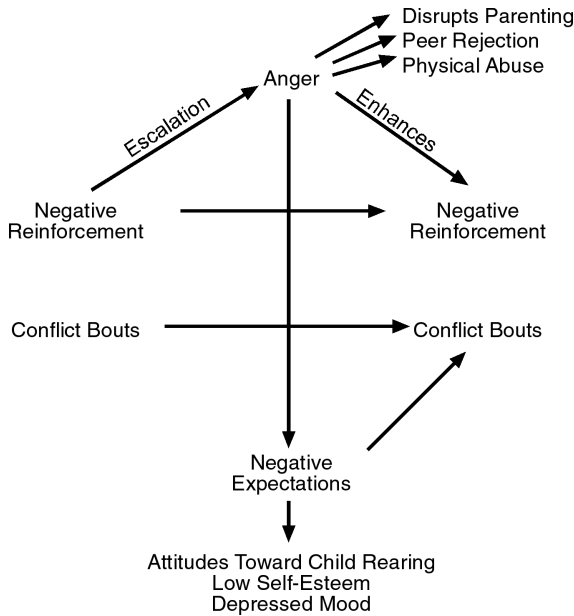 Disrupts Parenting
Peer Rejection
Physical Abuse
Anger
Escalation
Enhances
Negative
Reinforcement
Negative
Reinforcement
Conflict Bouts
Conflict Bouts
Negative
Expectations
Attitudes Toward Child Rearing
Low Self-Esteem
Depressed Mood